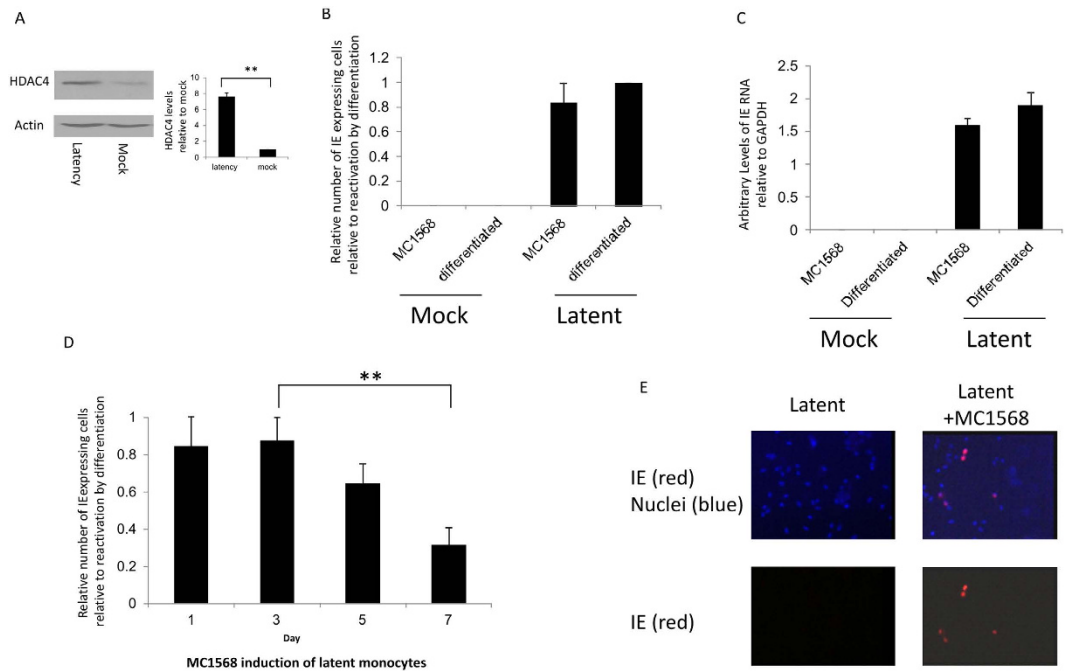 A
HDAC4
Actin
Latency
Mock
HDAC4 levels
relative to mock
10
8
6
4
2
0
**
latency
mock
B
Relative number of IE expressing cells
relative to reactivation by differentiation
1.2
1
0.8
0.6
0.4
0.2
0
MC1568
differentiated
MC1568
differentiated
Mock
Latent
C
Arbitrary Levels of IE RNA
relative to GAPDH
2.5
2
1.5
1
0.5
0
MC1568
Differentiated
MC1568
Differentiated
Mock
Latent
D
Relative number of IEexpressing cells
relative to reactivation by differentiation
1
0.8
0.6
0.4
0.2
0
**
1
3
5
7
Day
MC1568 induction of latent monocytes
E
Latent
Latent
+MC1568
IE (red)
Nuclei (blue)
IE (red)